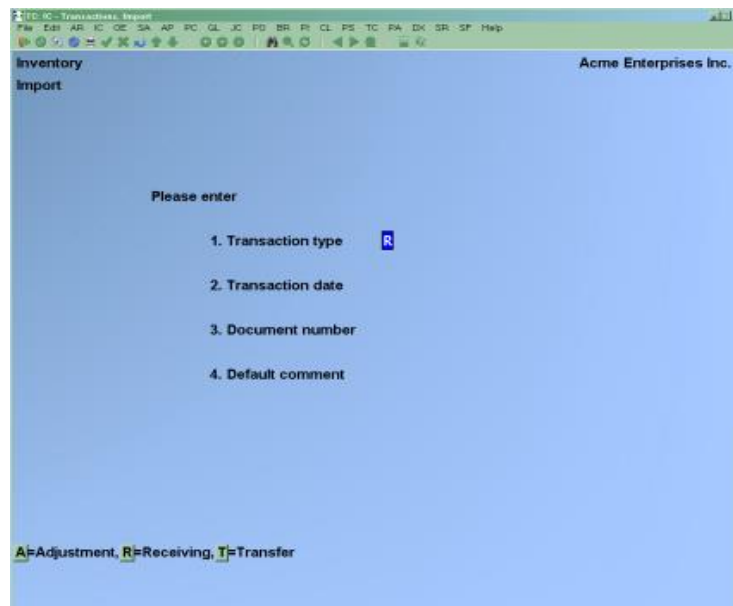 TC: IC - Transactions, Import
File Edit AR IC OE SA AP PC GL JC PO BR PI CL PS TC PA DX SR SP Help
Inventory Acme Enterprises Inc.
Import
Please enter
1. Transaction type R
2. Transaction date
3. Document number
4. Default comment
A=Adjustment, R=Receiving, T=Transfer